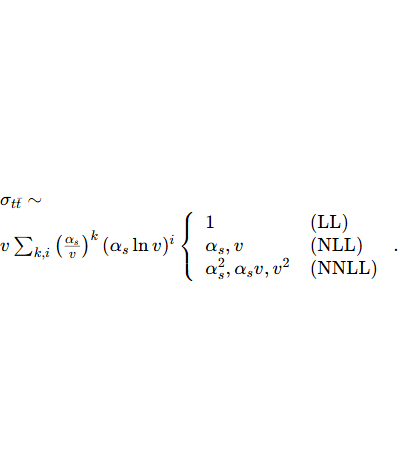 σ_{tt̄} ∼
v ∑_{k,i} (α_s/v)^k (α_s ln v)^i { 1 (LL)
α_s, v (NLL)
α_s^2, α_s v, v^2 (NNLL) .